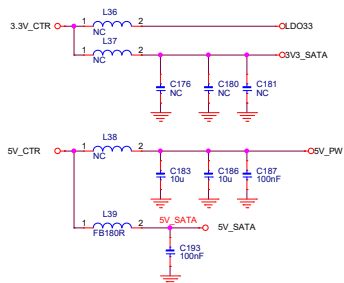 L36
3.3V_CTR 1 2 LDO33
NC
L37
1 2 3V3_SATA
NC
C176 C180 C181
NC NC NC
L38
5V_CTR 1 2 5V_PW
NC
C183 C186 C187
10u 10u 100nF
L39
1 2 5V_SATA 5V_SATA
FB180R
C193
100nF